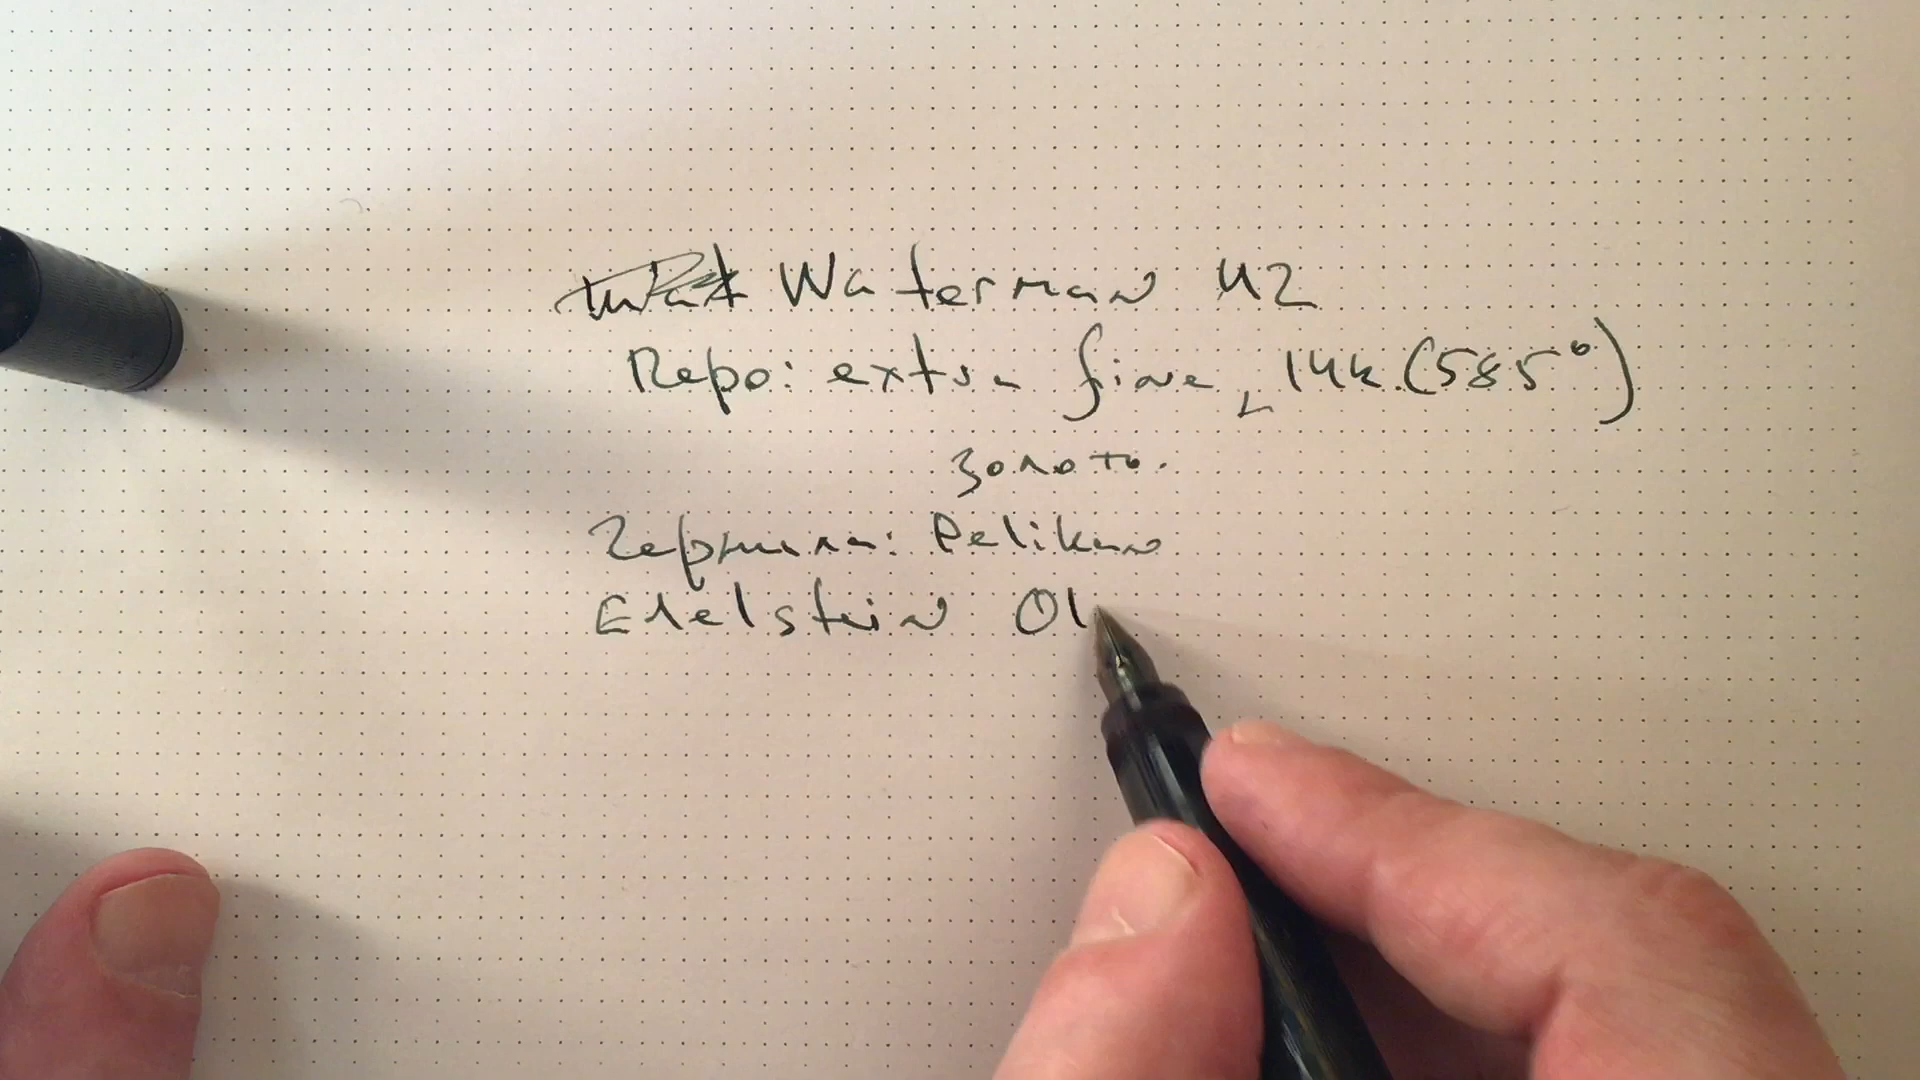 Waterman 42
Перо: extra fine, 14k (585°)
золото.
Чернила: Pelikan
Edelstein Ol